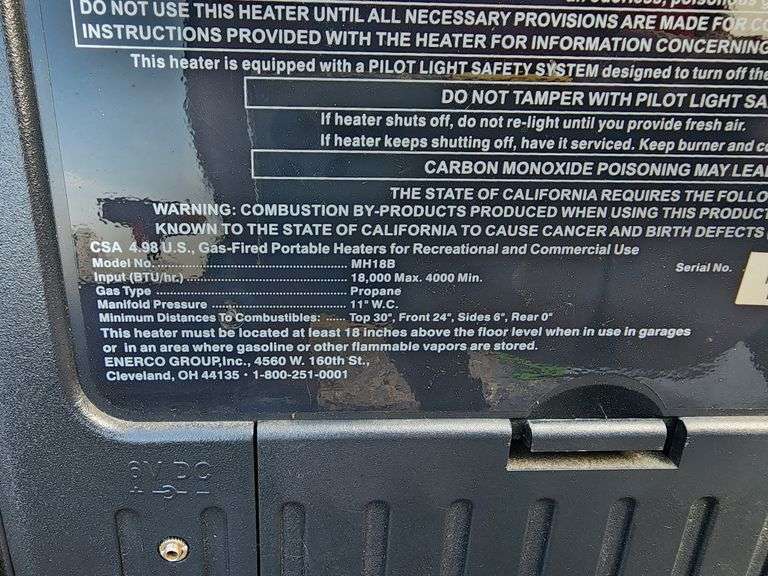 DO NOT USE THIS HEATER UNTIL ALL NECESSARY PROVISIONS ARE MADE FOR
INSTRUCTIONS PROVIDED WITH THE HEATER FOR INFORMATION CONCERNING
This heater is equipped with a PILOT LIGHT SAFETY SYSTEM designed to turn off the
DO NOT TAMPER WITH PILOT LIGHT
If heater shuts off, do not re-light until you provide fresh air.
If heater keeps shutting off, have it serviced. Keep burner and
CARBON MONOXIDE POISONING MAY
THE STATE OF CALIFORNIA REQUIRES THE
WARNING: COMBUSTION BY-PRODUCTS PRODUCED WHEN USING THIS
KNOWN TO THE STATE OF CALIFORNIA TO CAUSE CANCER AND BIRTH DEFECTS
CSA 4.98 U.S., Gas-Fired Portable Heaters for Recreational and Commercial Use
Model No. MH18B
Serial No.
Input (BTU/hr.) 18,000 Max. 4000 Min.
Gas Type Propane
Manifold Pressure 11" W.C.
Minimum Distances To Combustibles: ...... Top 30", Front 24", Sides 6", Rear 0"
This heater must be located at least 18 inches above the floor level when in use in garages
or in an area where gasoline or other flammable vapors are stored.
ENERCO GROUP,Inc., 4560 W. 160th St.,
Cleveland, OH 44135 • 1-800-251-0001
6V DC